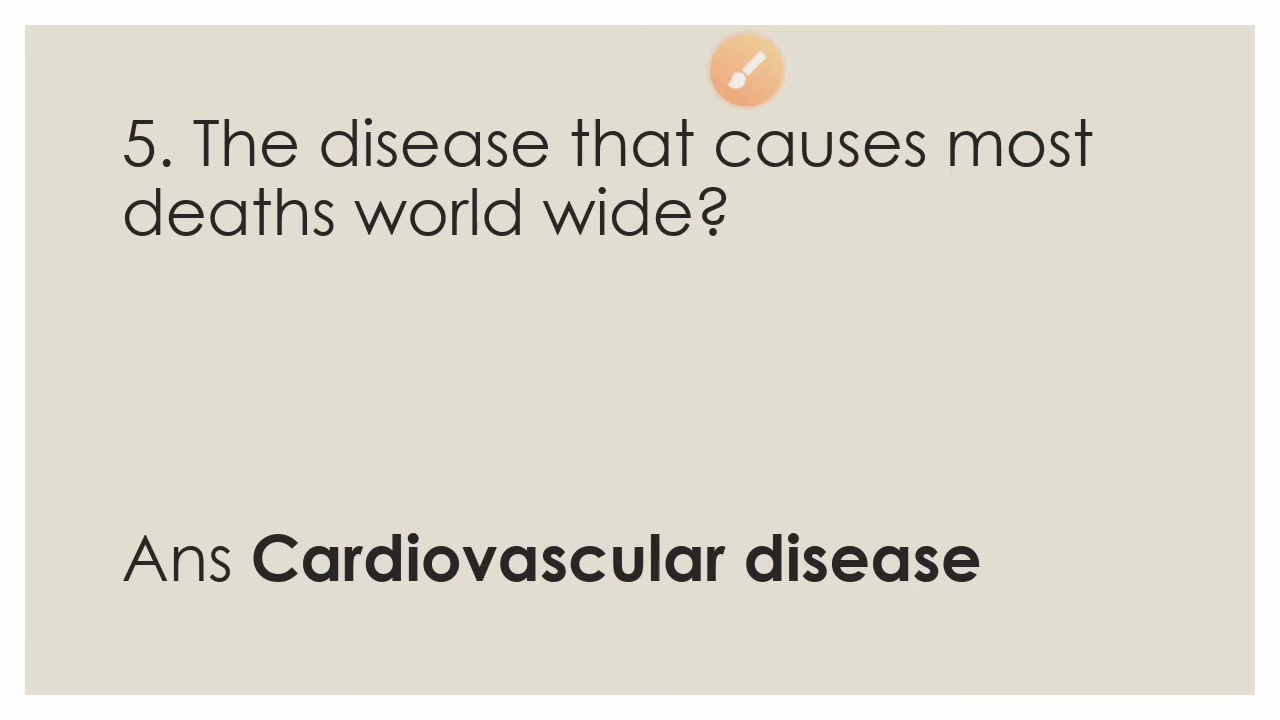 5. The disease that causes most
deaths world wide?
Ans Cardiovascular disease